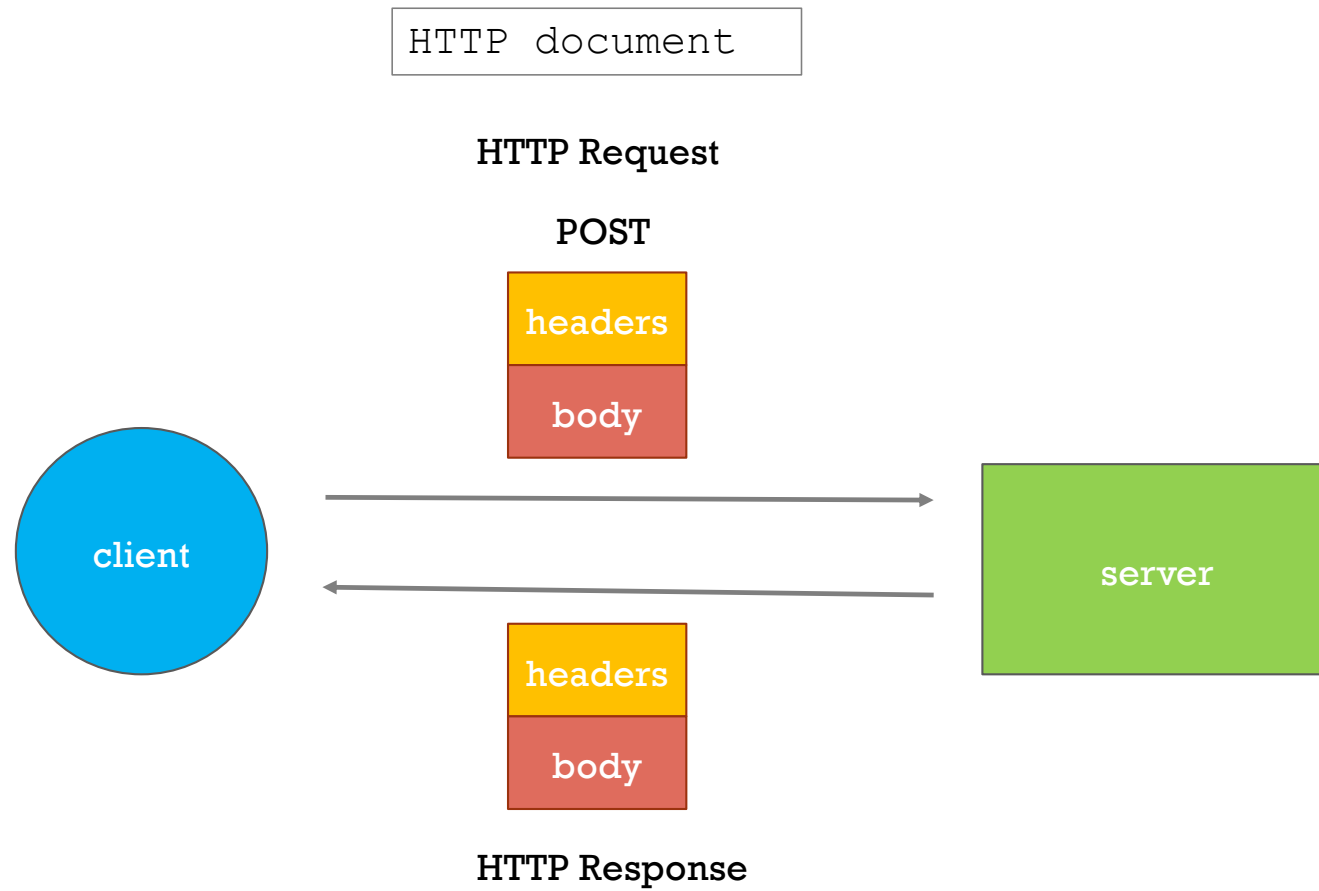 HTTP document
HTTP Request
POST
headers
body
client
server
headers
body
HTTP Response